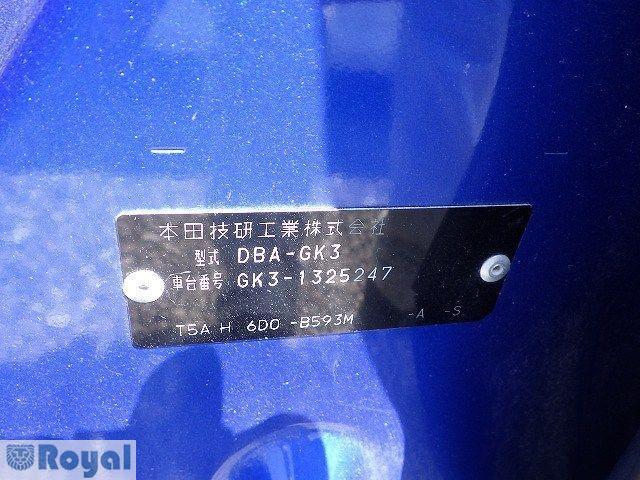 本田技研工業株式会社
型式 DBA-GK3
車台番号 GK3-1325247
T5A H 6D0 -B593M -A -S
Royal